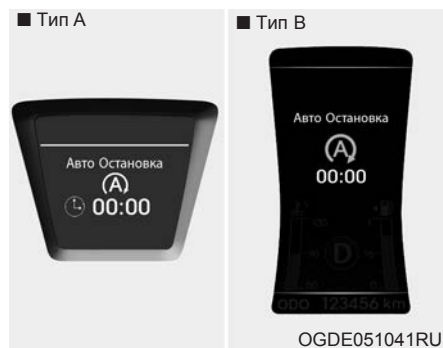 ■ Тип A
Авто Остановка
(A)
00:00
■ Тип B
Авто Остановка
(A)
00:00
D
ODO 123456 km
OGDE051041RU